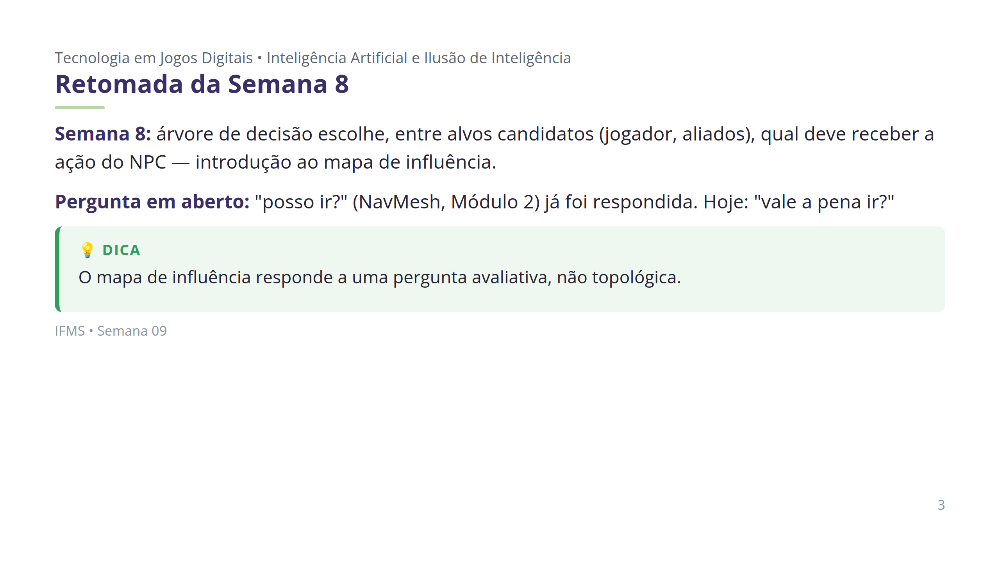 Tecnologia em Jogos Digitais • Inteligência Artificial e Ilusão de Inteligência
Retomada da Semana 8
Semana 8: árvore de decisão escolhe, entre alvos candidatos (jogador, aliados), qual deve receber a
ação do NPC — introdução ao mapa de influência.
Pergunta em aberto: "posso ir?" (NavMesh, Módulo 2) já foi respondida. Hoje: "vale a pena ir?"
💡 DICA
O mapa de influência responde a uma pergunta avaliativa, não topológica.
IFMS • Semana 09
3